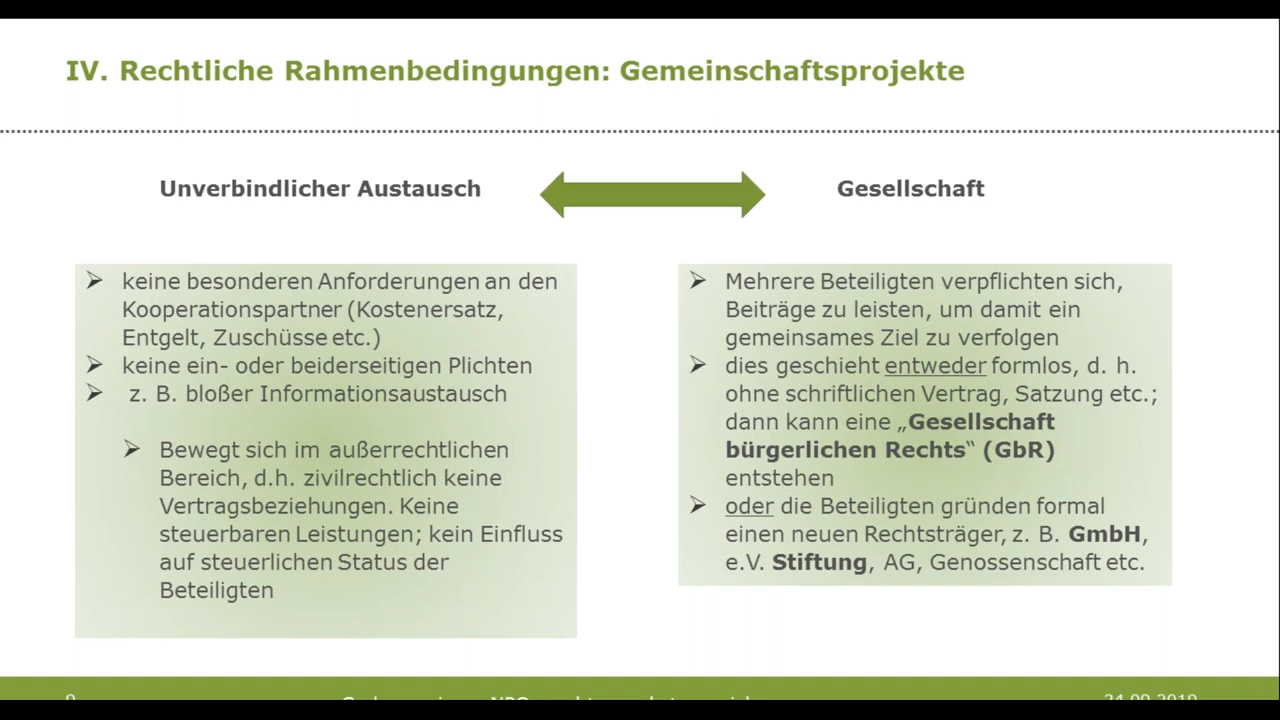 IV. Rechtliche Rahmenbedingungen: Gemeinschaftsprojekte
Unverbindlicher Austausch
Gesellschaft
➢ keine besonderen Anforderungen an den
Kooperationspartner (Kostenersatz,
Entgelt, Zuschüsse etc.)
➢ keine ein- oder beiderseitigen Plichten
➢ z. B. bloßer Informationsaustausch
➢ Bewegt sich im außerrechtlichen
Bereich, d.h. zivilrechtlich keine
Vertragsbeziehungen. Keine
steuerbaren Leistungen; kein Einfluss
auf steuerlichen Status der
Beteiligten
➢ Mehrere Beteiligten verpflichten sich,
Beiträge zu leisten, um damit ein
gemeinsames Ziel zu verfolgen
➢ dies geschieht entweder formlos, d. h.
ohne schriftlichen Vertrag, Satzung etc.;
dann kann eine „Gesellschaft
bürgerlichen Rechts“ (GbR)
entstehen
➢ oder die Beteiligten gründen formal
einen neuen Rechtsträger, z. B. GmbH,
e.V. Stiftung, AG, Genossenschaft etc.